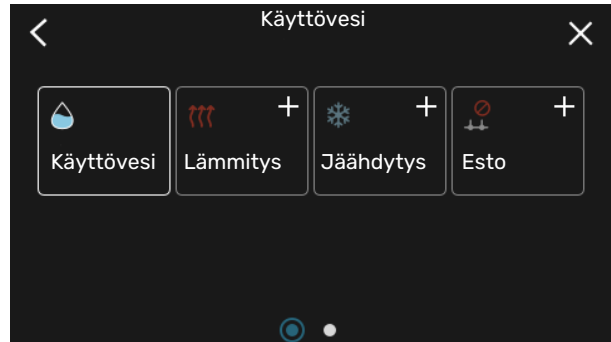 Käyttövesi
Käyttövesi
Lämmitys
Jäähdytys
Esto